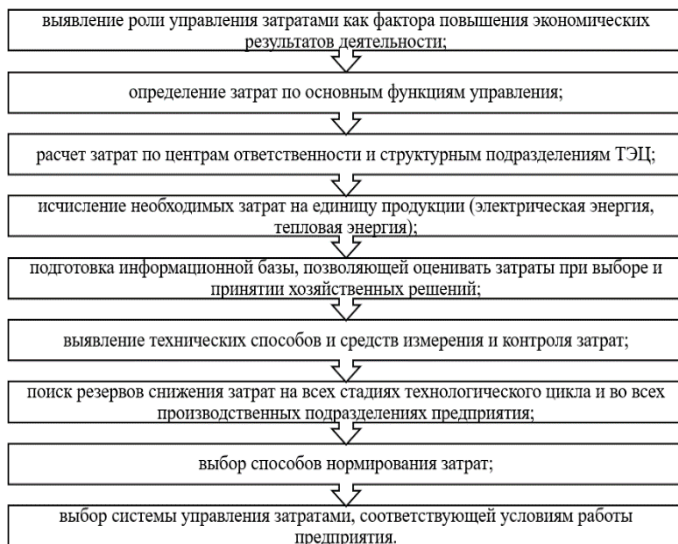 выявление роли управления затратами как фактора повышения экономических
результатов деятельности;
определение затрат по основным функциям управления;
расчет затрат по центрам ответственности и структурным подразделениям ТЭЦ;
исчисление необходимых затрат на единицу продукции (электрическая энергия,
тепловая энергия);
подготовка информационной базы, позволяющей оценивать затраты при выборе и
принятии хозяйственных решений;
выявление технических способов и средств измерения и контроля затрат;
поиск резервов снижения затрат на всех стадиях технологического цикла и во всех
производственных подразделениях предприятия;
выбор способов нормирования затрат;
выбор системы управления затратами, соответствующей условиям работы
предприятия.